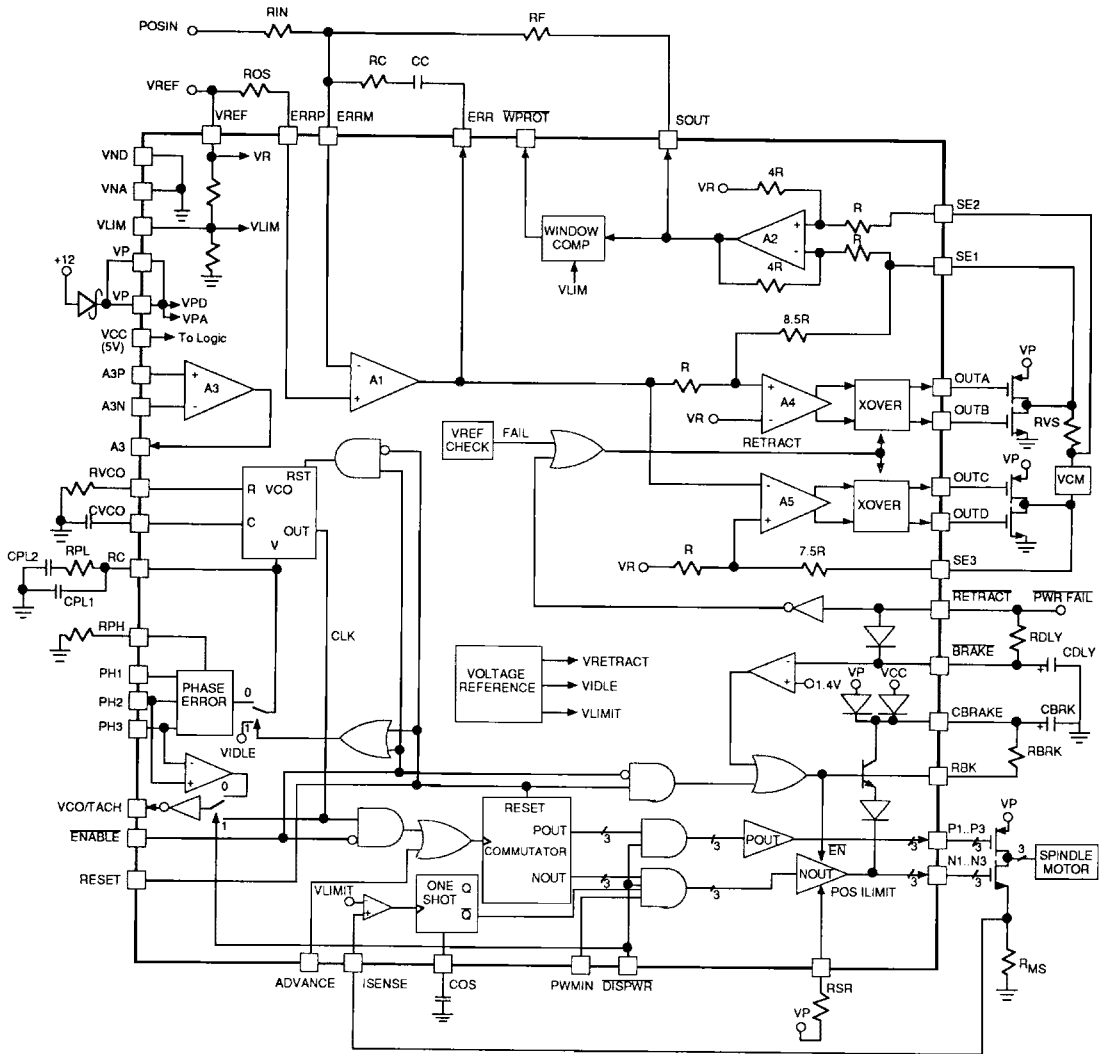 POSIN
RIN
RF
RC
CC
VREF
ROS
VREF
ERRP
ERRM
ERR
WPROT
SOUT
VND
VR
VNA
VLIM
VLIM
VR
4R
R
SE2
+
A2
-
R
WINDOW
COMP
4R
SE1
VLIM
+12
VP
VP
VPD
VPA
VCC
(5V)
To Logic
8.5R
A3P
+
A3
A3N
-
-
A1
+
R
+
A4
-
VR
XOVER
OUTA
OUTB
VP
RVS
A3
VREF
CHECK
FAIL
RETRACT
VP
VCM
RVCO
RST
R
VCO
CVCO
C
OUT
V
-
A5
+
XOVER
OUTC
OUTD
CPL2
RPL
RC
CPL1
VR
R
7.5R
SE3
RETRACT
PWR FAIL
RPH
CLK
RDLY
BRAKE
CDLY
+
PH1
PHASE
ERROR
PH2
0
PH3
1
VIDLE
VOLTAGE
REFERENCE
VRETRACT
VIDLE
VLIMIT
-
+
1.4V
VP
VCC
CBRAKE
CBRK
+
RBRK
-
+
0
RBK
VCO/TACH
1
RESET
POUT
COMMUTATOR
NOUT
3
3
3
POUT
EN
3
P1..P3
3
VP
ENABLE
N1..N3
3
3
SPINDLE
MOTOR
3
NOUT
POS ILIMIT
3
RESET
VLIMIT
+
ONE
SHOT
Q
Q
ADVANCE
ISENSE
COS
PWMIN
DISPWR
RSR
VP
RMS